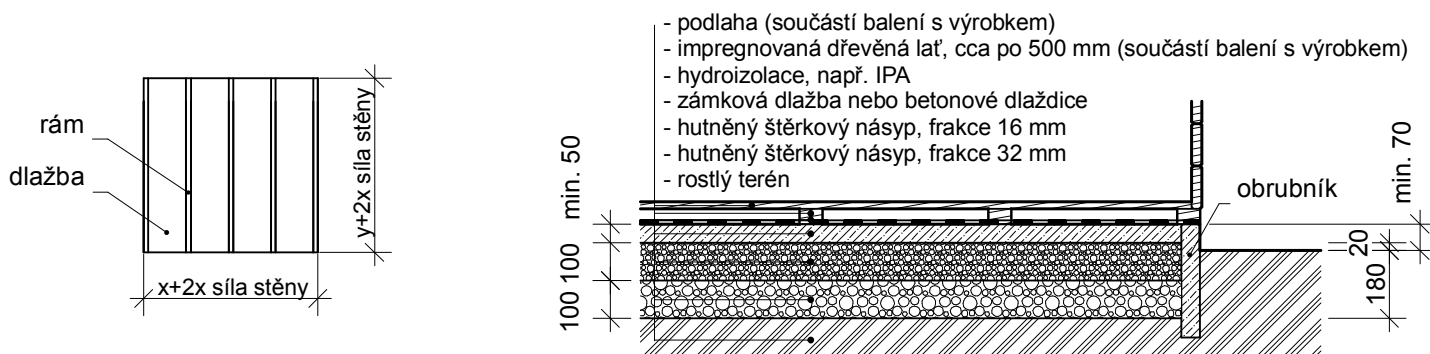 rám
dlažba
x+2x síla stěny
y+2x síla stěny
- podlaha (součástí balení s výrobkem)
- impregnovaná dřevěná lať, cca po 500 mm (součástí balení s výrobkem)
- hydroizolace, např. IPA
- zámková dlažba nebo betonové dlaždice
- hutněný štěrkový násyp, frakce 16 mm
- hutněný štěrkový násyp, frakce 32 mm
- rostlý terén
min. 50
100
100
obrubník
min. 70
20
180